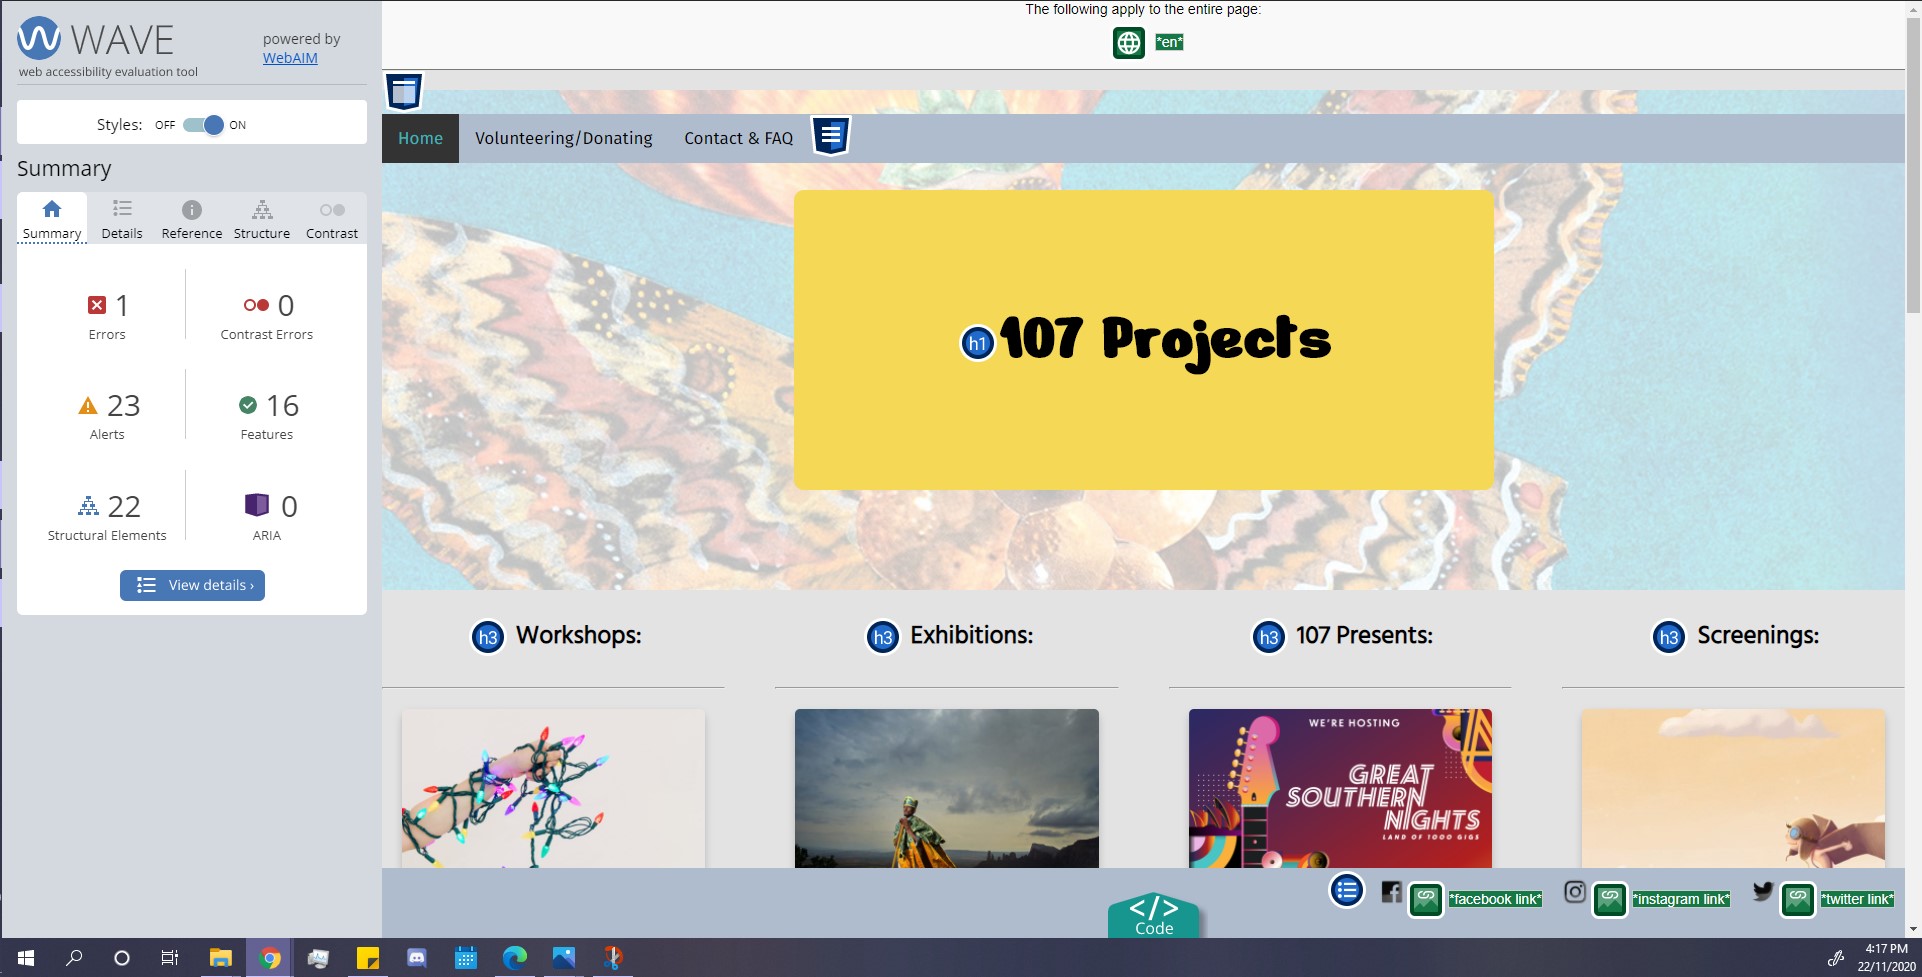 WAVE
powered by
WebAIM
web accessibility evaluation tool
Styles: OFF ON
Summary
Summary Details Reference Structure Contrast
1
Errors
0
Contrast Errors
23
Alerts
16
Features
22
Structural Elements
0
ARIA
View details ›
The following apply to the entire page:
*en*
Home Volunteering/Donating Contact & FAQ
h1 107 Projects
h3 Workshops:
h3 Exhibitions:
h3 107 Presents:
h3 Screenings:
WE'RE HOSTING
GREAT
SOUTHERN
NIGHTS
LAND OF 1000 GIGS
*facebook link* *instagram link* *twitter link*
</>
Code
4:17 PM
22/11/2020